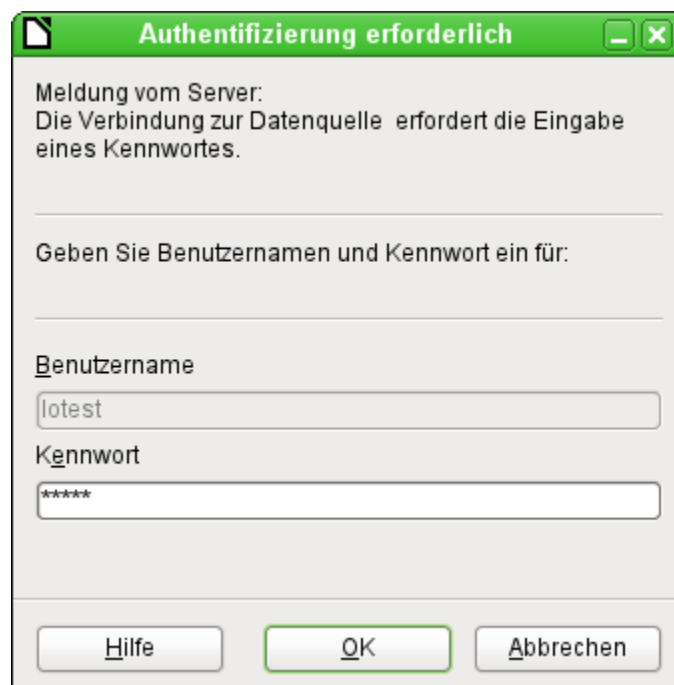 Authentifizierung erforderlich
Meldung vom Server:
Die Verbindung zur Datenquelle  erfordert die Eingabe
eines Kennwortes.
Geben Sie Benutzernamen und Kennwort ein für:
Benutzername
lotest
Kennwort
*****
Hilfe OK Abbrechen